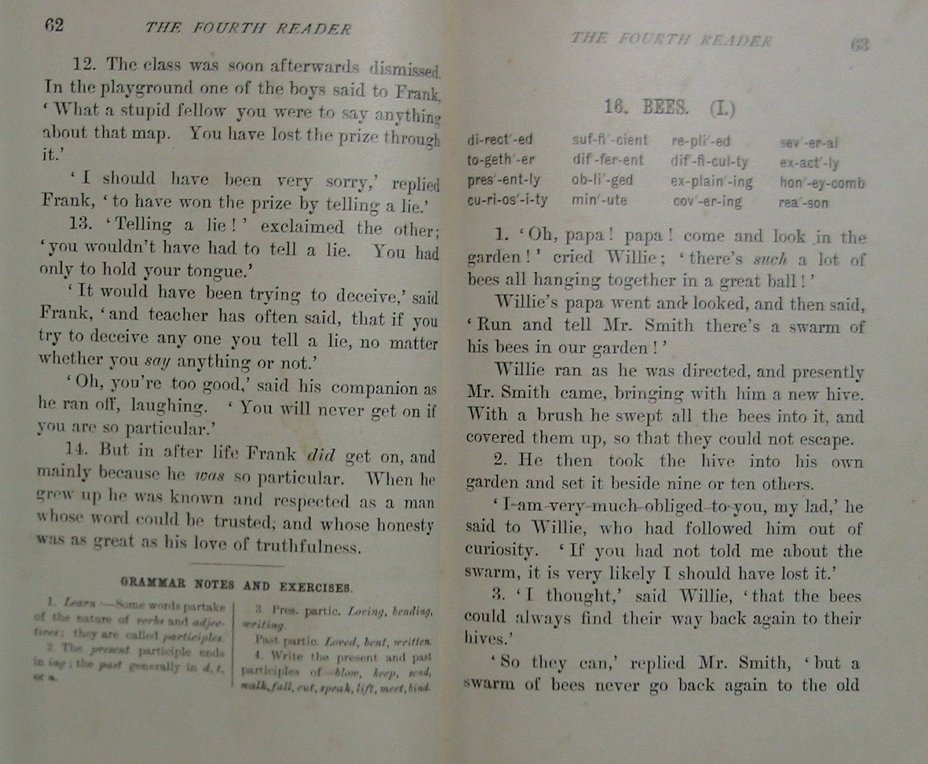 62 THE FOURTH READER
12. The class was soon afterwards dismissed.
In the playground one of the boys said to Frank,
‘What a stupid fellow you were to say anything
about that map. You have lost the prize through
it.’
‘I should have been very sorry,’ replied
Frank, ‘to have won the prize by telling a lie.’
13. ‘Telling a lie!’ exclaimed the other;
‘you wouldn't have had to tell a lie. You had
only to hold your tongue.’
‘It would have been trying to deceive,’ said
Frank, ‘and teacher has often said, that if you
try to deceive any one you tell a lie, no matter
whether you say anything or not.’
‘Oh, you're too good,’ said his companion as
he ran off, laughing. ‘You will never get on if
you are so particular.’
14. But in after life Frank did get on, and
mainly because he was so particular. When he
grew up he was known and respected as a man
whose word could be trusted, and whose honesty
was as great as his love of truthfulness.
GRAMMAR NOTES AND EXERCISES.
1. Learn:—Some words partake
of the nature of verbs and adjec-
tives; they are called participles.
2. The present participle ends
in ing; the past generally in d, t,
or n.
3. Pres. partic. Loving, bending,
writing.
Past partic. Loved, bent, written.
4. Write the present and past
participles of—blow, keep, send,
walk, fall, cut, speak, lift, meet, bind.
THE FOURTH READER 63
16. BEES. (I.)
di-rect′-ed suf-fi′-cient re-pli′-ed sev′-er-al
to-geth′-er dif′-fer-ent dif′-fi-cul-ty ex-act′-ly
pres′-ent-ly ob-li′-ged ex-plain′-ing hon′-ey-comb
cu-ri-os′-i-ty min′-ute cov′-er-ing rea′-son
1. ‘Oh, papa! papa! come and look in the
garden!’ cried Willie; ‘there's such a lot of
bees all hanging together in a great ball!’
Willie's papa went and looked, and then said,
‘Run and tell Mr. Smith there's a swarm of
his bees in our garden!’
Willie ran as he was directed, and presently
Mr. Smith came, bringing with him a new hive.
With a brush he swept all the bees into it, and
covered them up, so that they could not escape.
2. He then took the hive into his own
garden and set it beside nine or ten others.
‘I am very much obliged to you, my lad,’ he
said to Willie, who had followed him out of
curiosity. ‘If you had not told me about the
swarm, it is very likely I should have lost it.’
3. ‘I thought,’ said Willie, ‘that the bees
could always find their way back again to their
hives.’
‘So they can,’ replied Mr. Smith, ‘but a
swarm of bees never go back again to the old